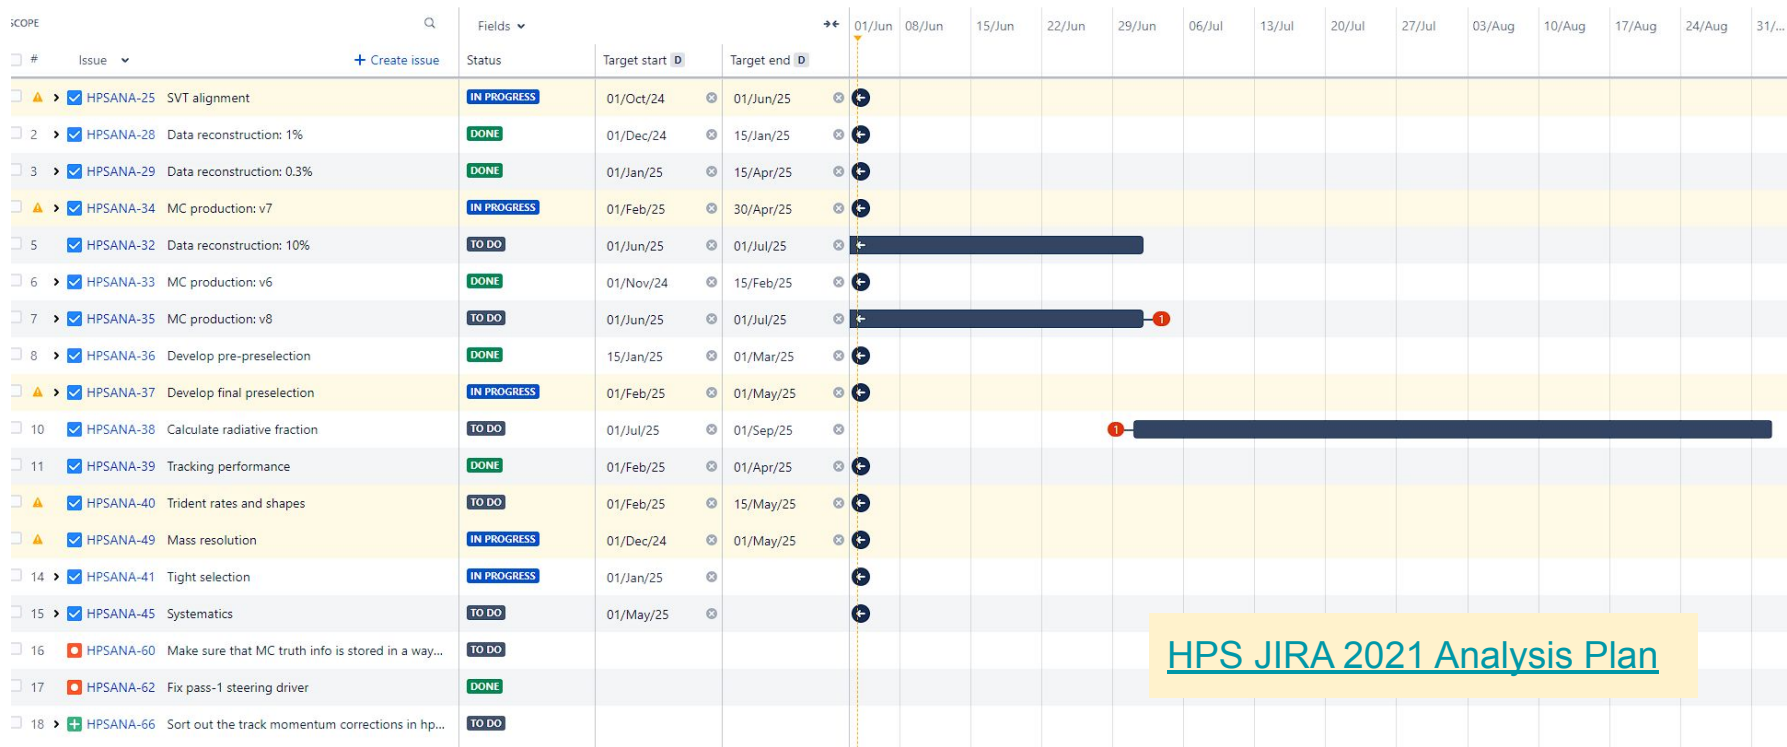 SCOPE Fields 01/Jun 08/Jun 15/Jun 22/Jun 29/Jun 06/Jul 13/Jul 20/Jul 27/Jul 03/Aug 10/Aug 17/Aug 24/Aug 31/...
# Issue + Create issue Status Target start D Target end D
HPSANA-25 SVT alignment IN PROGRESS 01/Oct/24 01/Jun/25
2 HPSANA-28 Data reconstruction: 1% DONE 01/Dec/24 15/Jan/25
3 HPSANA-29 Data reconstruction: 0.3% DONE 01/Jan/25 15/Apr/25
HPSANA-34 MC production: v7 IN PROGRESS 01/Feb/25 30/Apr/25
5 HPSANA-32 Data reconstruction: 10% TO DO 01/Jun/25 01/Jul/25
6 HPSANA-33 MC production: v6 DONE 01/Nov/24 15/Feb/25
7 HPSANA-35 MC production: v8 TO DO 01/Jun/25 01/Jul/25 1
8 HPSANA-36 Develop pre-preselection DONE 15/Jan/25 01/Mar/25
HPSANA-37 Develop final preselection IN PROGRESS 01/Feb/25 01/May/25
10 HPSANA-38 Calculate radiative fraction TO DO 01/Jul/25 01/Sep/25 1
11 HPSANA-39 Tracking performance DONE 01/Feb/25 01/Apr/25
HPSANA-40 Trident rates and shapes TO DO 01/Feb/25 15/May/25
HPSANA-49 Mass resolution IN PROGRESS 01/Dec/24 01/May/25
14 HPSANA-41 Tight selection IN PROGRESS 01/Jan/25
15 HPSANA-45 Systematics TO DO 01/May/25
16 HPSANA-60 Make sure that MC truth info is stored in a way... TO DO
HPS JIRA 2021 Analysis Plan
17 HPSANA-62 Fix pass-1 steering driver DONE
18 HPSANA-66 Sort out the track momentum corrections in hp... TO DO